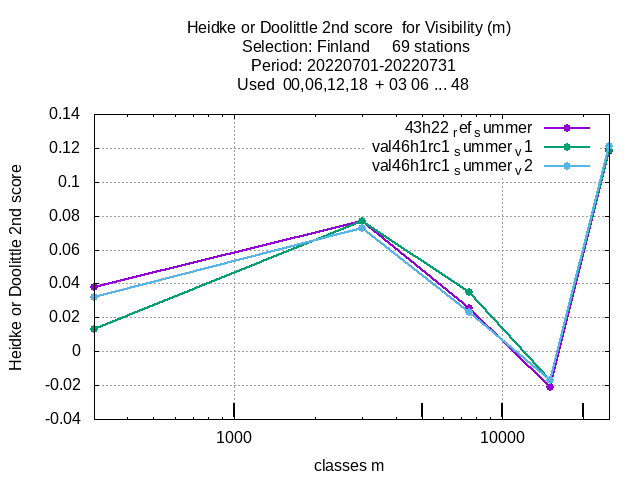 Heidke or Doolittle 2nd score for Visibility (m)
Selection: Finland 69 stations
Period: 20220701-20220731
Used 00,06,12,18 + 03 06 ... 48
0.14
0.12
0.1
0.08
0.06
0.04
0.02
0
-0.02
-0.04
Heidke or Doolittle 2nd score
43h22 ref summer
val46h1rc1 summer v1
val46h1rc1 summer v2
1000
10000
classes m